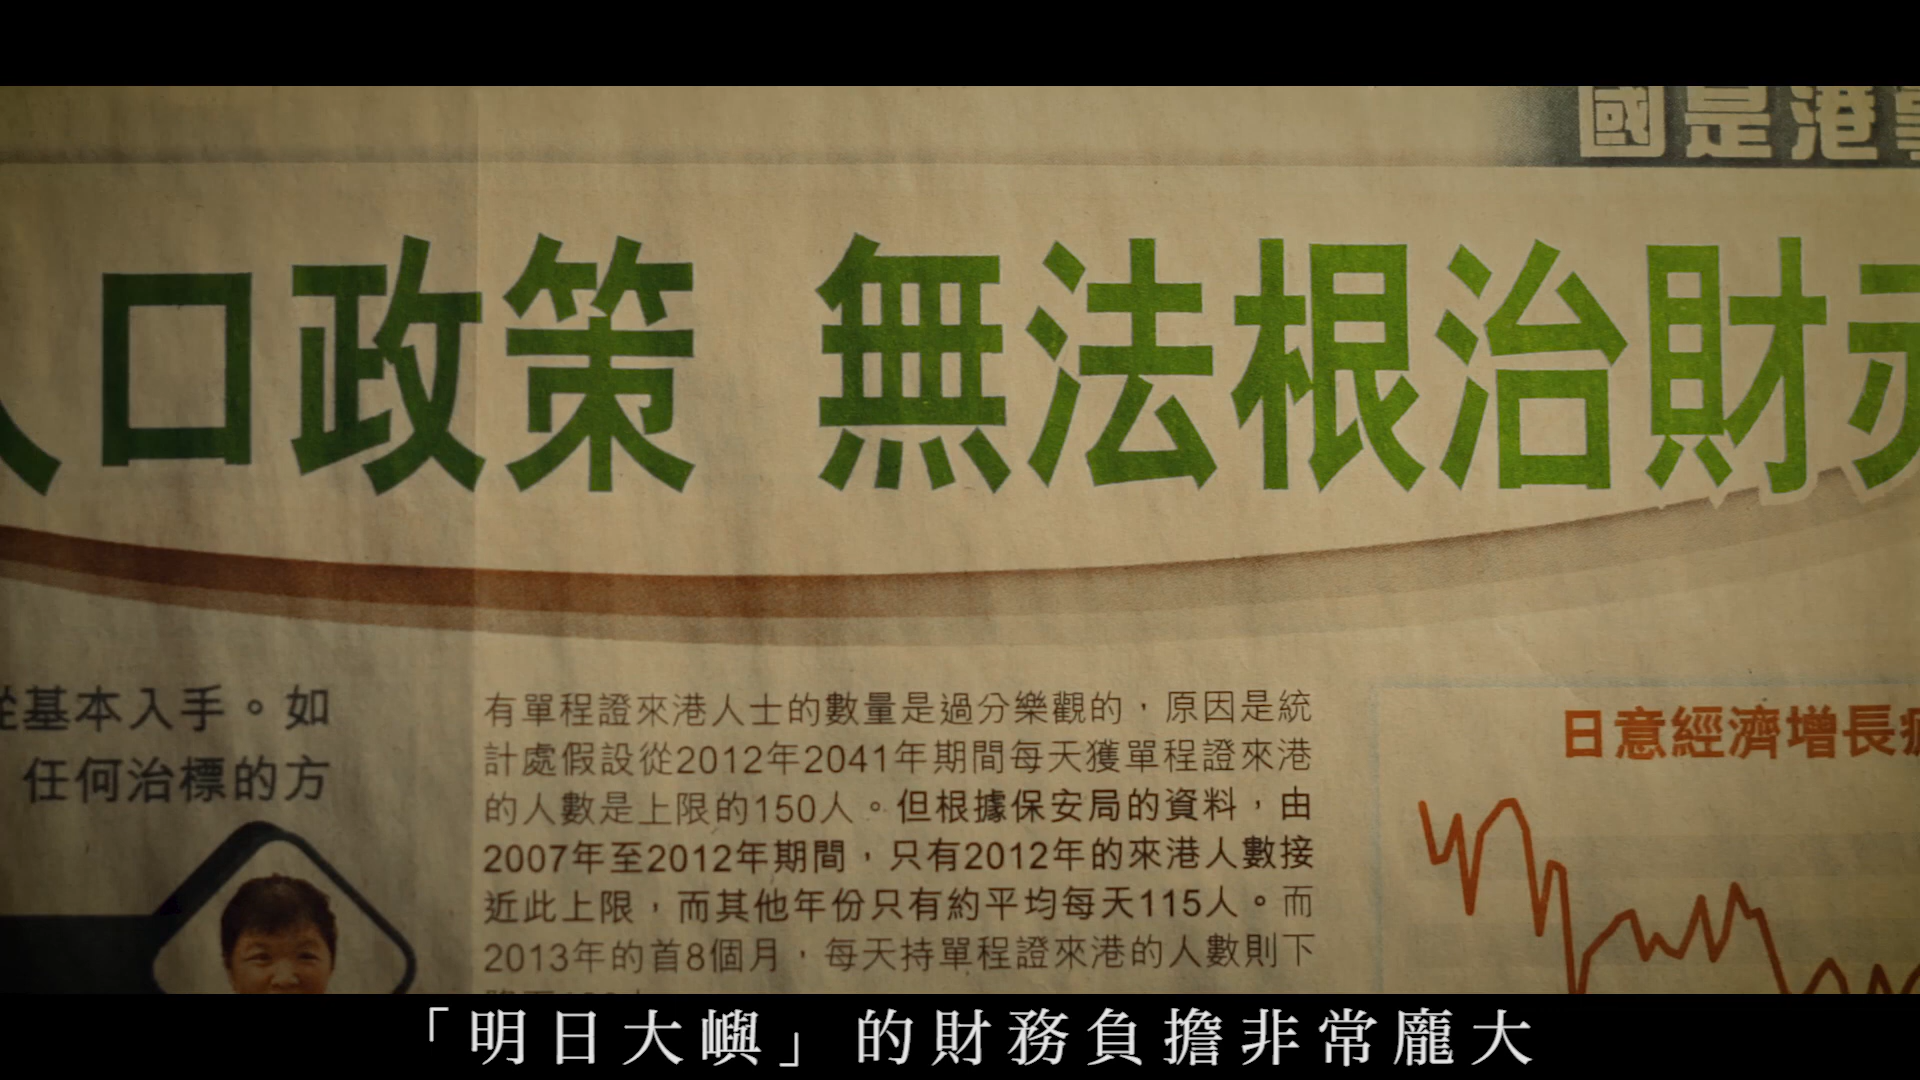 國是港事
人口政策 無法根治財赤
從基本入手。如
任何治標的方
有單程證來港人士的數量是過分樂觀的，原因是統
計處假設從2012年2041年期間每天獲單程證來港
的人數是上限的150人。但根據保安局的資料，由
2007年至2012年期間，只有2012年的來港人數接
近此上限，而其他年份只有約平均每天115人。而
2013年的首8個月，每天持單程證來港的人數則下
日意經濟增長疲
「明日大嶼」的財務負擔非常龐大